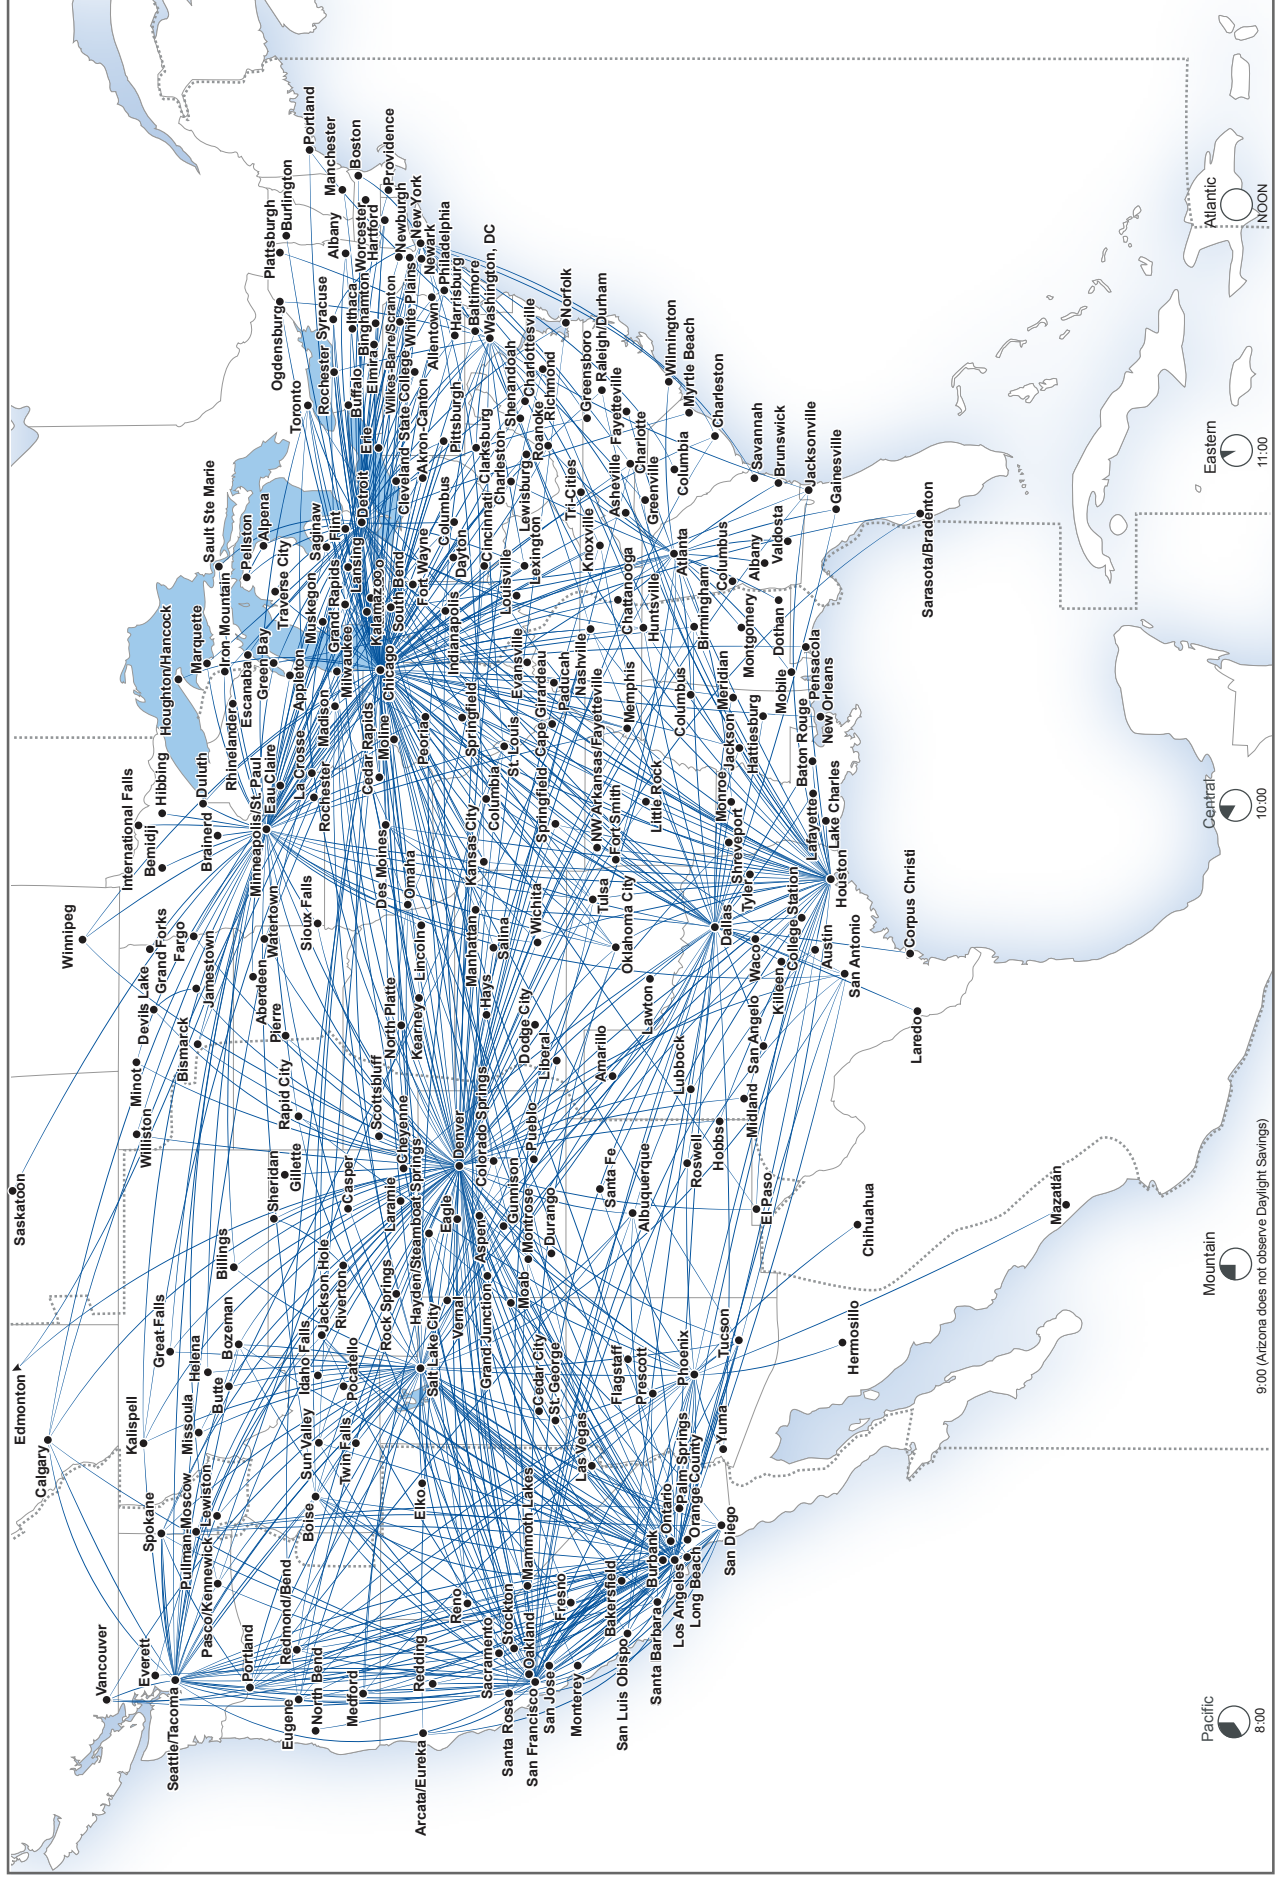 Edmonton
Saskatoon
Calgary
Winnipeg
Vancouver
Kalispell
Great Falls
Williston
Minot
Devils Lake
Grand Forks
Bemidji
International Falls
Hibbing
Houghton/Hancock
Everett
Seattle/Tacoma
Spokane
Pullman-Moscow
Lewiston
Pasco/Kennewick
Missoula
Helena
Butte
Bozeman
Billings
Bismarck
Jamestown
Fargo
Brainerd
Duluth
Marquette
Sault Ste Marie
Iron Mountain
Escanaba
Rhinelander
Pellston
Alpena
Portland
Redmond/Bend
Eugene
North Bend
Medford
Boise
Sun Valley
Twin Falls
Idaho Falls
Pocatello
Jackson Hole
Riverton
Sheridan
Gillette
Casper
Rapid City
Pierre
Aberdeen
Watertown
Sioux Falls
Minneapolis/St. Paul
Eau Claire
La Crosse
Rochester
Madison
Green Bay
Appleton
Milwaukee
Traverse City
Muskegon
Grand Rapids
Saginaw
Flint
Lansing
Detroit
Kalamazoo
South Bend
Chicago
Toronto
Ogdensburg
Plattsburgh
Burlington
Portland
Manchester
Boston
Providence
Albany
Worcester
Hartford
Syracuse
Rochester
Ithaca
Binghamton
Buffalo
Elmira
Erie
Wilkes-Barre/Scranton
White Plains
Newburgh
New York
Newark
Philadelphia
Allentown
Harrisburg
Baltimore
Washington, DC
State College
Cleveland
Akron-Canton
Pittsburgh
Clarksburg
Charleston
Lewisburg
Shenandoah
Charlottesville
Roanoke
Richmond
Norfolk
Arcata/Eureka
Redding
Reno
Elko
Salt Lake City
Rock Springs
Vernal
Hayden/Steamboat Springs
Laramie
Cheyenne
Scottsbluff
North Platte
Kearney
Lincoln
Omaha
Des Moines
Cedar Rapids
Moline
Peoria
Springfield
Indianapolis
Fort Wayne
Dayton
Columbus
Cincinnati
Louisville
Lexington
Evansville
Santa Rosa
Sacramento
Stockton
Oakland
San Francisco
San Jose
Monterey
Mammoth Lakes
Fresno
Bakersfield
San Luis Obispo
Santa Barbara
Burbank
Los Angeles
Long Beach
Ontario
Orange County
Palm Springs
San Diego
Yuma
Las Vegas
Cedar City
St. George
Grand Junction
Moab
Eagle
Aspen
Gunnison
Montrose
Durango
Denver
Colorado Springs
Pueblo
Hays
Salina
Manhattan
Kansas City
Columbia
St. Louis
Cape Girardeau
Paducah
Springfield
Wichita
Dodge City
Liberal
Flagstaff
Prescott
Phoenix
Tucson
Santa Fe
Albuquerque
Roswell
Hobbs
El Paso
Amarillo
Lubbock
Midland
San Angelo
Lawton
Oklahoma City
Tulsa
NW Arkansas/Fayetteville
Fort Smith
Little Rock
Memphis
Nashville
Knoxville
Tri-Cities
Chattanooga
Huntsville
Asheville
Greenville
Charlotte
Fayetteville
Greensboro
Raleigh/Durham
Wilmington
Myrtle Beach
Charleston
Columbia
Atlanta
Birmingham
Columbus
Albany
Valdosta
Savannah
Brunswick
Jacksonville
Gainesville
Sarasota/Bradenton
Montgomery
Dothan
Columbus
Meridian
Jackson
Hattiesburg
Mobile
Pensacola
New Orleans
Baton Rouge
Monroe
Shreveport
Tyler
Lafayette
Lake Charles
Houston
Dallas
Waco
Killeen
College Station
Austin
San Antonio
Corpus Christi
Laredo
Hermosillo
Chihuahua
Mazatlán
Pacific
8:00
Mountain
9:00 (Arizona does not observe Daylight Savings)
Central
10:00
Eastern
11:00
Atlantic
NOON